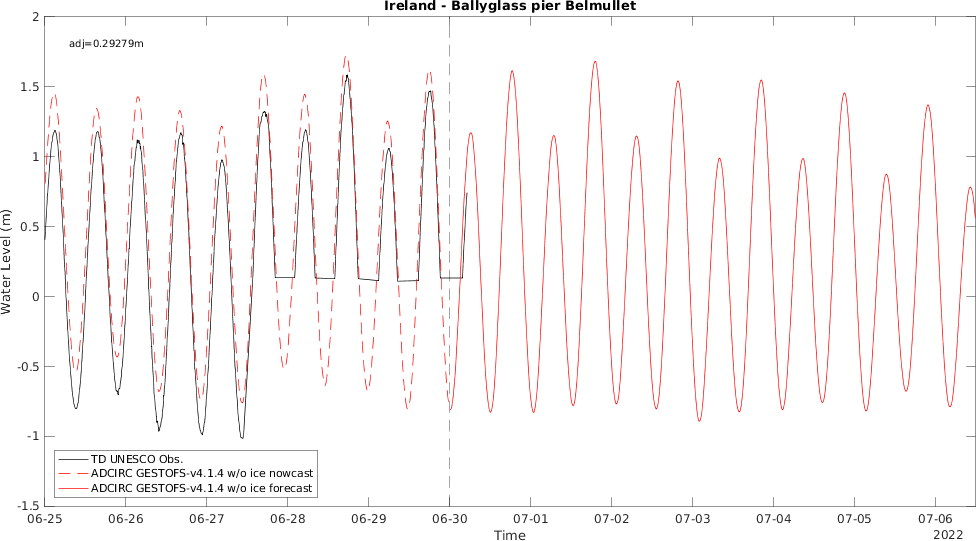 Ireland - Ballyglass pier Belmullet
adj=0.29279m
2
1.5
1
0.5
0
-0.5
-1
-1.5
Water Level (m)
TD UNESCO Obs.
ADCIRC GESTOFS-v4.1.4 w/o ice nowcast
ADCIRC GESTOFS-v4.1.4 w/o ice forecast
06-25 06-26 06-27 06-28 06-29 06-30 07-01 07-02 07-03 07-04 07-05 07-06
Time
2022